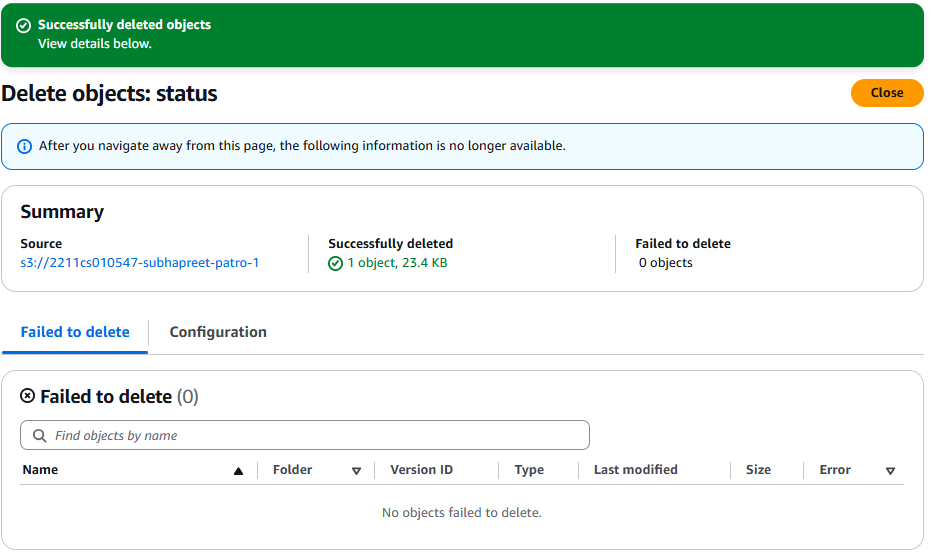 Successfully deleted objects
View details below.
Delete objects: status
Close
After you navigate away from this page, the following information is no longer available.
Summary
Source
s3://2211cs010547-subhapreet-patro-1
Successfully deleted
1 object, 23.4 KB
Failed to delete
0 objects
Failed to delete
Configuration
Failed to delete (0)
Find objects by name
Name Folder Version ID Type Last modified Size Error
No objects failed to delete.